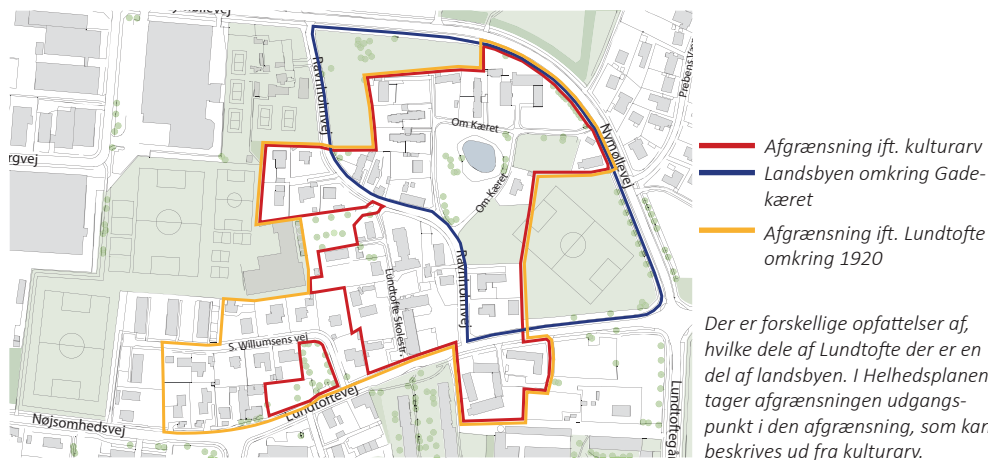 Ravnholmvej
Prebens Væn
Om Kæret
Nymøllevej
rgvej
Om Kæret
Ravnholmvej
Lundtofte Skolestr.
S. Willumsens vej
Lundtoftevej
Nøjsomhedsvej
Lundtoftegår
Afgrænsning ift. kulturarv
Landsbyen omkring Gade-
kæret
Afgrænsning ift. Lundtofte
omkring 1920
Der er forskellige opfattelser af,
hvilke dele af Lundtofte der er en
del af landsbyen. I Helhedsplanen
tager afgrænsningen udgangs-
punkt i den afgrænsning, som kan
beskrives ud fra kulturarv.